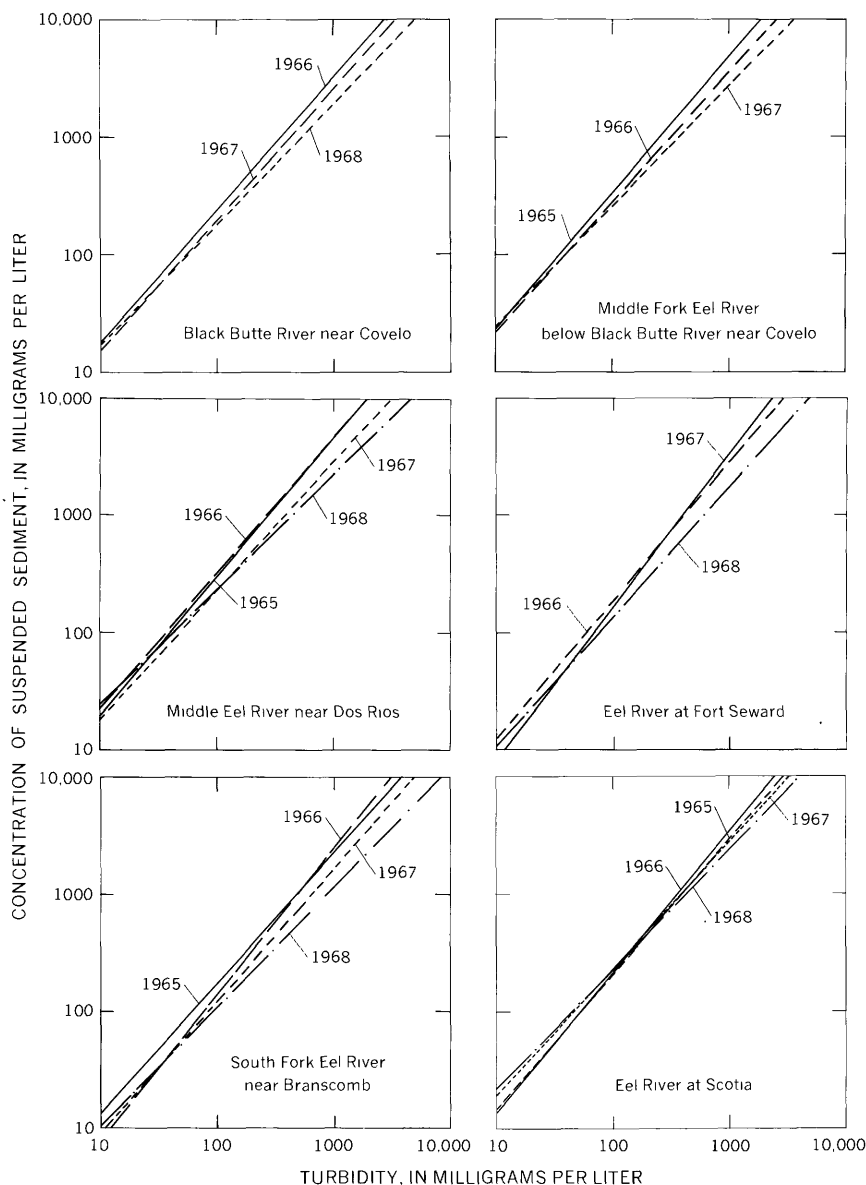 CONCENTRATION OF SUSPENDED SEDIMENT, IN MILLIGRAMS PER LITER
10,000
1000
100
10
1966
1967
1968
Black Butte River near Covelo
1966
1967
1965
Middle Fork Eel River
below Black Butte River near Covelo
10,000
1000
100
10
1966
1967
1968
1965
Middle Eel River near Dos Rios
1967
1968
1966
Eel River at Fort Seward
10,000
1000
100
10
1966
1967
1965
1968
South Fork Eel River
near Branscomb
10 100 1000 10,000
1965
1967
1966
1968
Eel River at Scotia
10 100 1000 10,000
TURBIDITY, IN MILLIGRAMS PER LITER